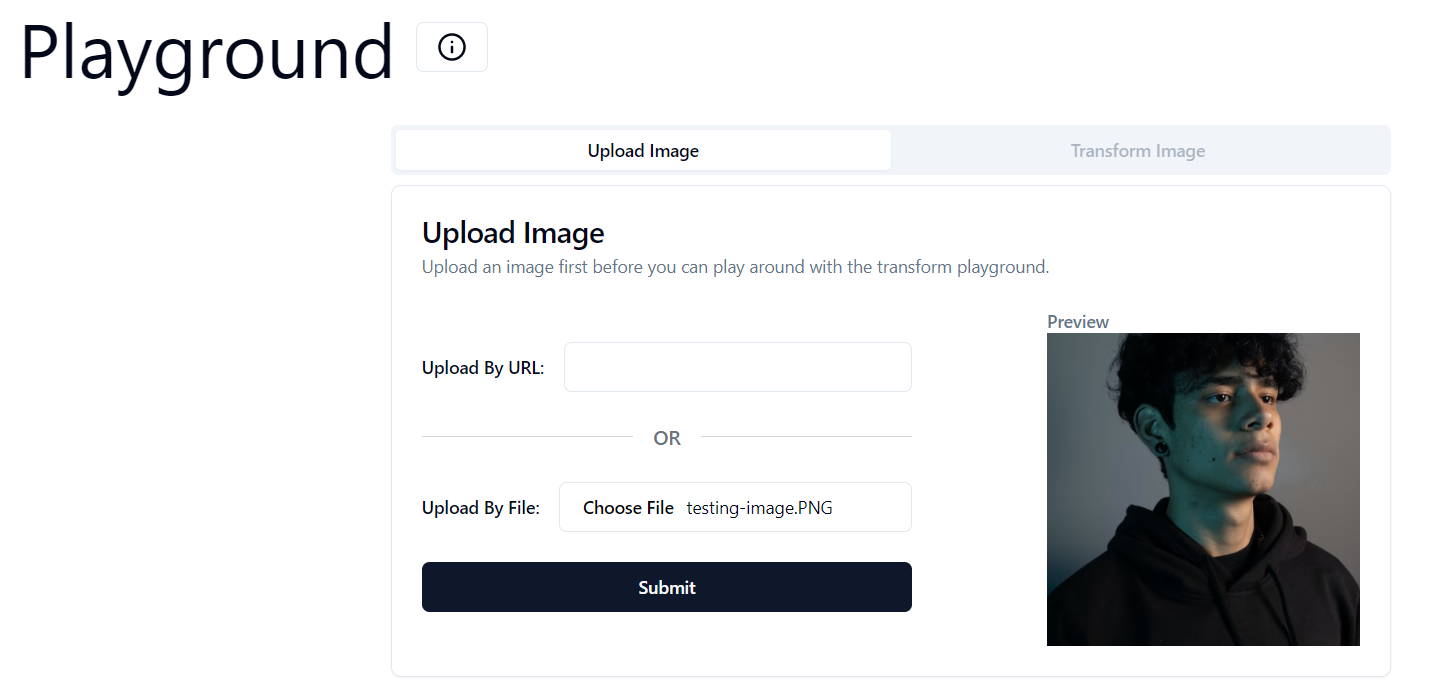 Playground
Upload Image Transform Image
Upload Image
Upload an image first before you can play around with the transform playground.
Preview
Upload By URL:
OR
Upload By File: Choose File testing-image.PNG
Submit